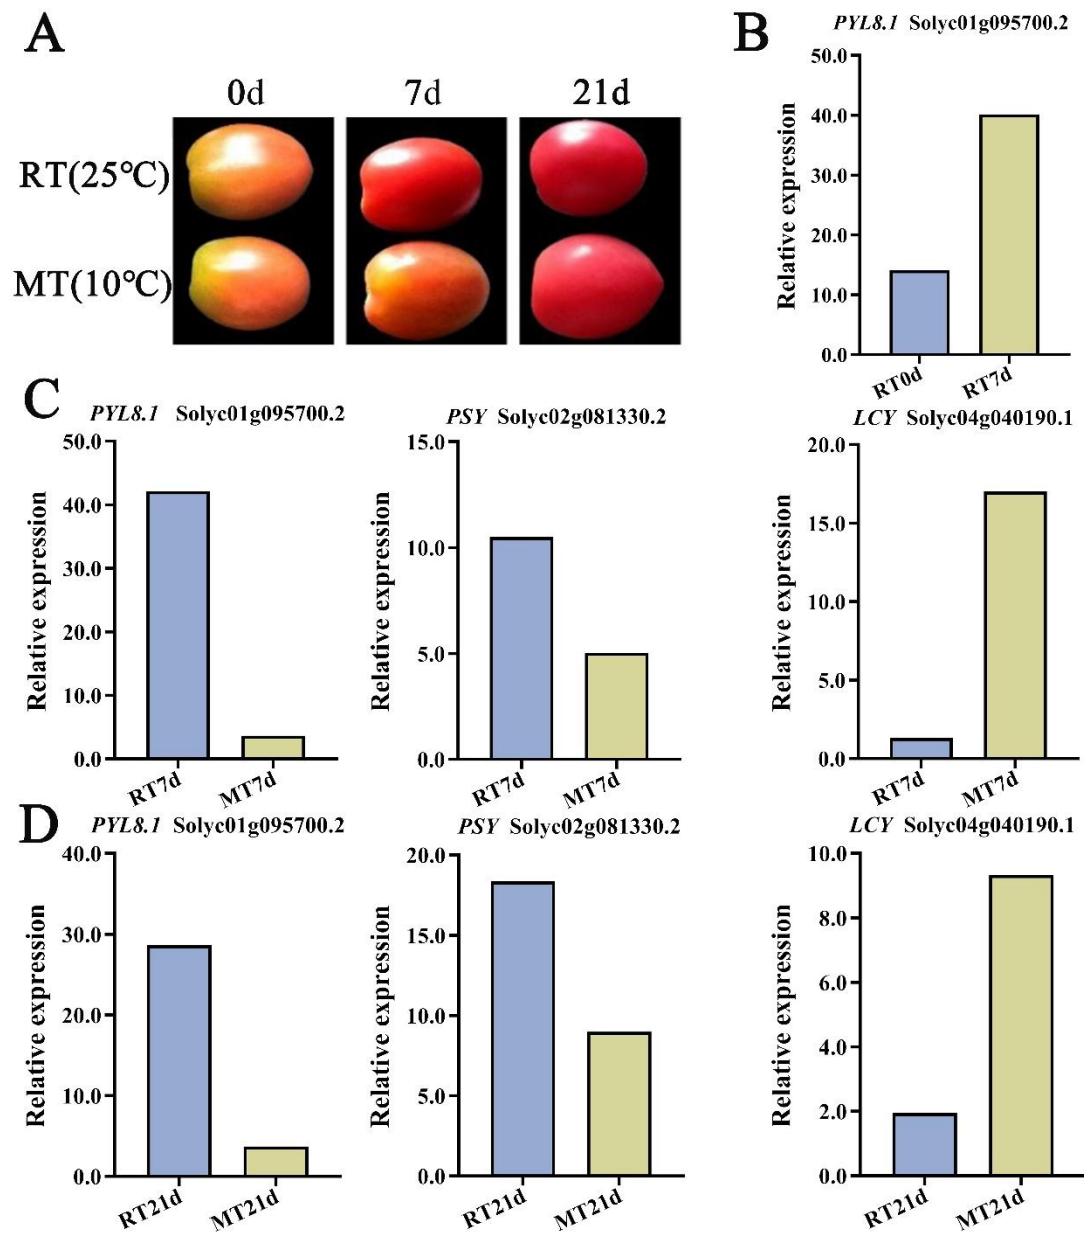 A
0d 7d 21d
RT(25℃)
MT(10℃)
B
PYL8.1 Solyc01g095700.2
Relative expression
50.0
40.0
30.0
20.0
10.0
0.0
RT0d RT7d
C
PYL8.1 Solyc01g095700.2
Relative expression
50.0
40.0
30.0
20.0
10.0
0.0
RT7d MT7d
PSY Solyc02g081330.2
Relative expression
15.0
10.0
5.0
0.0
RT7d MT7d
LCY Solyc04g040190.1
Relative expression
20.0
15.0
10.0
5.0
0.0
RT7d MT7d
D
PYL8.1 Solyc01g095700.2
Relative expression
40.0
30.0
20.0
10.0
0.0
RT21d MT21d
PSY Solyc02g081330.2
Relative expression
20.0
15.0
10.0
5.0
0.0
RT21d MT21d
LCY Solyc04g040190.1
Relative expression
10.0
8.0
6.0
4.0
2.0
0.0
RT21d MT21d